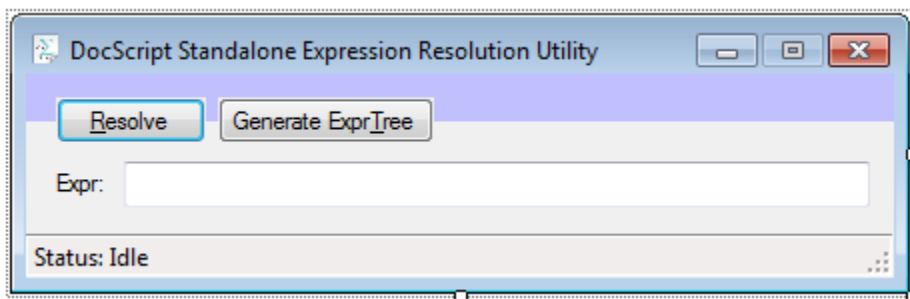 DocScript Standalone Expression Resolution Utility
Resolve Generate ExprTree
Expr:
Status: Idle